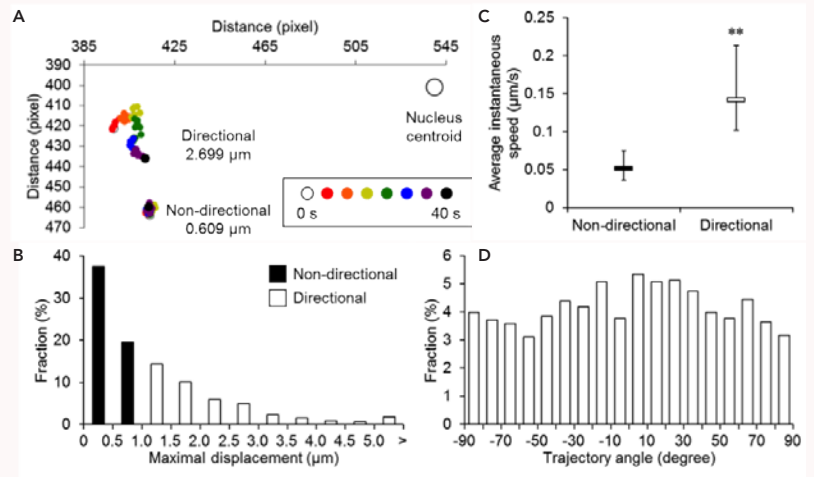 A
Distance (pixel)
385 425 465 505 545
Distance (pixel)
390
400
410
420
430
440
450
460
470
Nucleus
centroid
Directional
2.699 µm
Non-directional
0.609 µm
0 s 40 s
C
Average instantaneous
speed (µm/s)
0.25
0.2
0.15
0.1
0.05
0
**
Non-directional Directional
B
Fraction (%)
40
30
20
10
0
Non-directional
Directional
0 0.5 1.0 1.5 2.0 2.5 3.0 3.5 4.0 4.5 5.0 >
Maximal displacement (µm)
D
Fraction (%)
6
5
4
3
2
1
0
-90 -70 -50 -30 -10 10 30 50 70 90
Trajectory angle (degree)